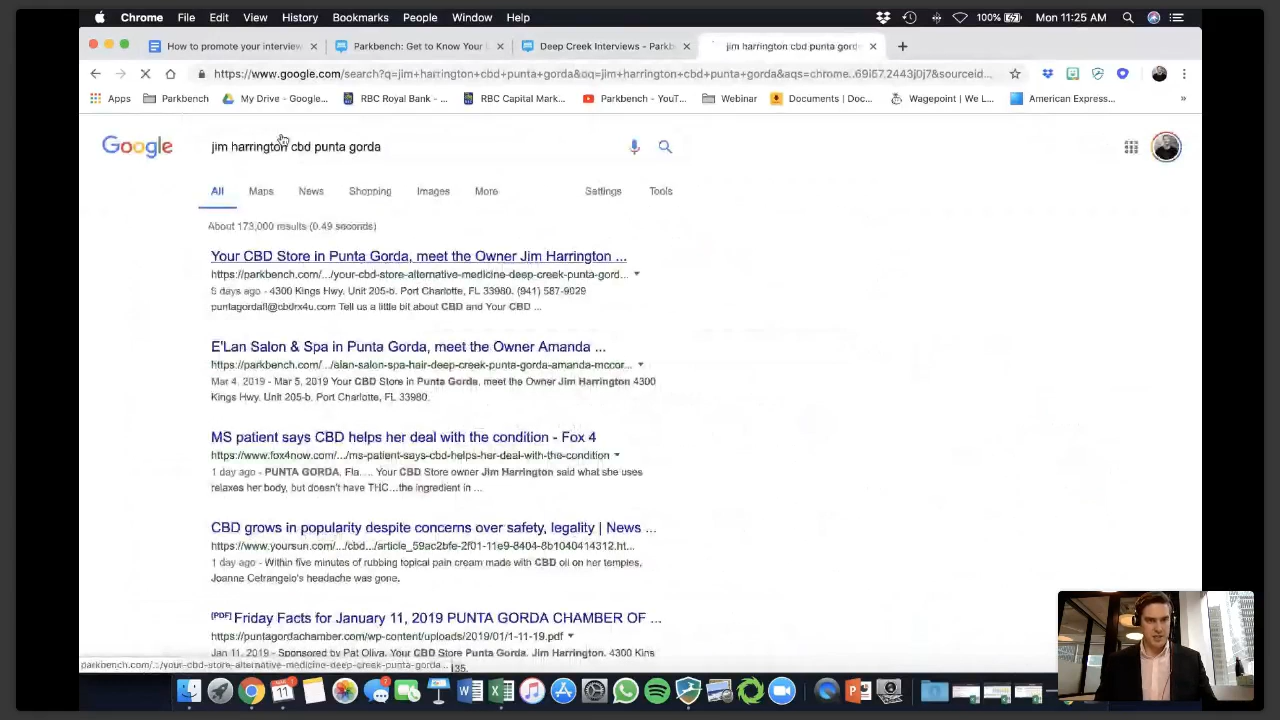 Chrome File Edit View History Bookmarks People Window Help 100% Mon 11:25 AM
How to promote your interview Parkbench: Get to Know Your Deep Creek Interviews - Parkb jim harrington cbd punta gord
https://www.google.com/search?q=jim+harrington+cbd+punta+gorda&oq=jim+harrington+cbd+punta+gorda&aqs=chrome..69i57.2443j0j7&sourceid...
Apps Parkbench My Drive - Google... RBC Royal Bank - ... RBC Capital Mark... Parkbench - YouT... Webinar Documents | Doc... Wagepoint | We L... American Express... »
Google jim harrington cbd punta gorda
All Maps News Shopping Images More Settings Tools
About 173,000 results (0.49 seconds)
Your CBD Store in Punta Gorda, meet the Owner Jim Harrington ...
https://parkbench.com/.../your-cbd-store-alternative-medicine-deep-creek-punta-gord...
days ago - 4300 Kings Hwy. Unit 205-b. Port Charlotte, FL 33980. (941) 587-9029
puntagordafl@cbdrx4u.com Tell us a little bit about CBD and Your CBD ...
E'Lan Salon & Spa in Punta Gorda, meet the Owner Amanda ...
https://parkbench.com/.../alan-salon-spa-hair-deep-creek-punta-gorda-amanda-mccor...
Mar 4, 2019 - Mar 5, 2019 Your CBD Store in Punta Gorda, meet the Owner Jim Harrington 4300
Kings Hwy. Unit 205-b. Port Charlotte, FL 33980.
MS patient says CBD helps her deal with the condition - Fox 4
https://www.fox4now.com/.../ms-patient-says-cbd-helps-her-deal-with-the-condition
1 day ago - PUNTA GORDA, Fla.... Your CBD Store owner Jim Harrington said what she uses
relaxes her body, but doesn't have THC...the ingredient in ...
CBD grows in popularity despite concerns over safety, legality | News ...
https://www.yoursun.com/.../cbd.../article_59ac2bfe-2f01-11e9-8404-8b1040414312.ht...
1 day ago - Within five minutes of rubbing topical pain cream made with CBD oil on her temples,
Joanne Cetrangelo's headache was gone.
[PDF] Friday Facts for January 11, 2019 PUNTA GORDA CHAMBER OF ...
https://puntagordachamber.com/wp-content/uploads/2019/01/1-11-19.pdf
Jan 11, 2019 - Sponsored by Pat Oliva. Your CBD Store Punta Gorda. Jim Harrington. 4300 Kins
parkbench.com/.../your-cbd-store-alternative-medicine-deep-creek-punta-gorda... 135.
11